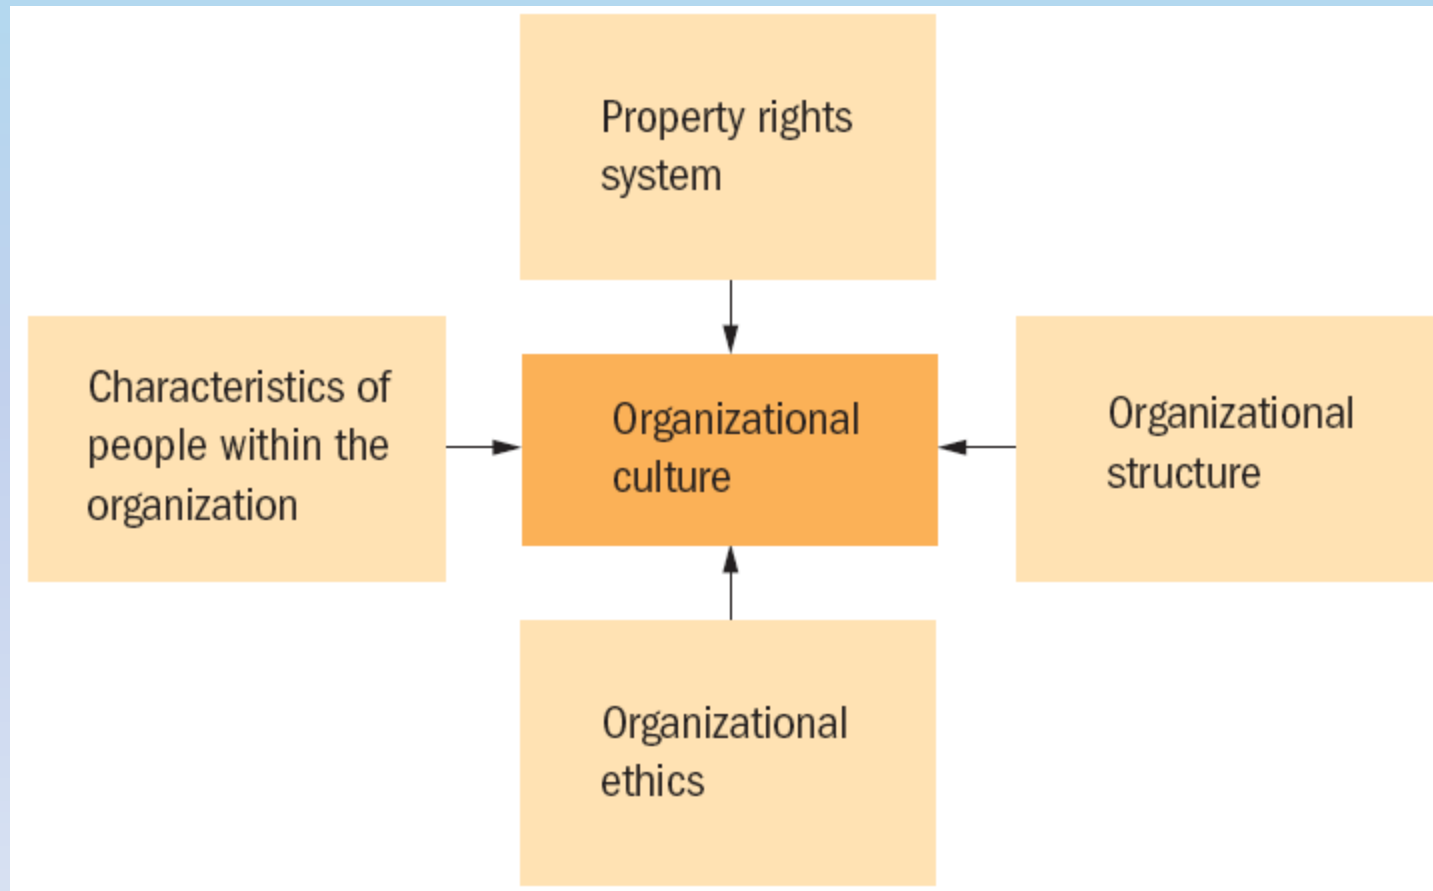 Property rights
system
Characteristics of
people within the
organization
Organizational
culture
Organizational
structure
Organizational
ethics